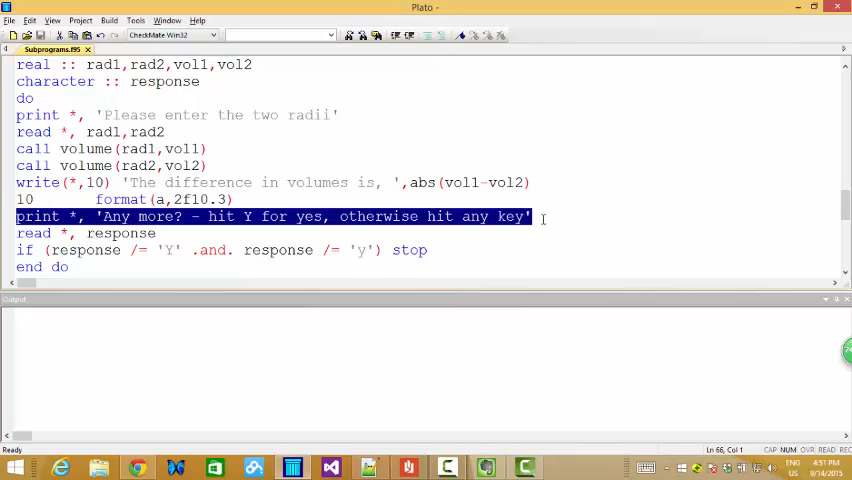 Plato -
File Edit View Project Build Tools Window Help
CheckMate Win32
Subprograms.f95
real :: rad1,rad2,vol1,vol2
character :: response
do
print *, 'Please enter the two radii'
read *, rad1,rad2
call volume(rad1,vol1)
call volume(rad2,vol2)
write(*,10) 'The difference in volumes is, ',abs(vol1-vol2)
10 format(a,2f10.3)
print *, 'Any more? - hit Y for yes, otherwise hit any key'
read *, response
if (response /= 'Y' .and. response /= 'y') stop
end do
Output
Ready
Ln 66, Col 1 CAP NUM OVR READ REC
ENG 4:51 PM
US 9/14/2015